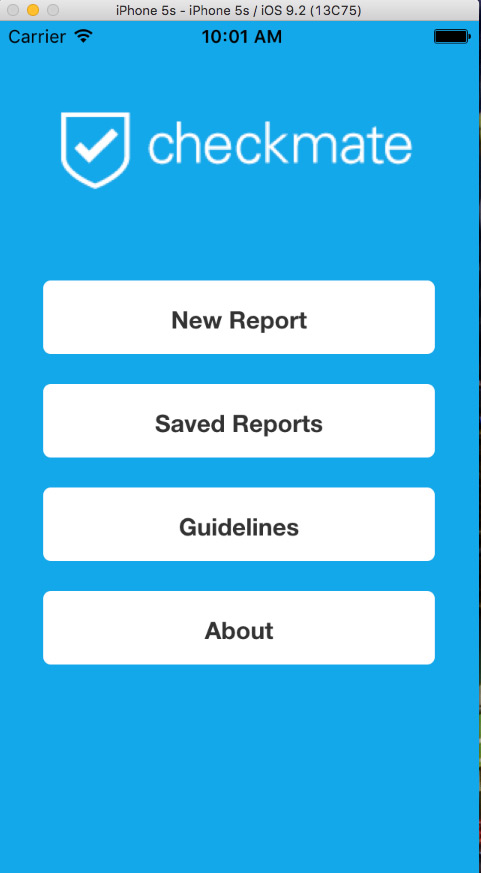 iPhone 5s - iPhone 5s / iOS 9.2 (13C75)
Carrier 10:01 AM
checkmate
New Report
Saved Reports
Guidelines
About